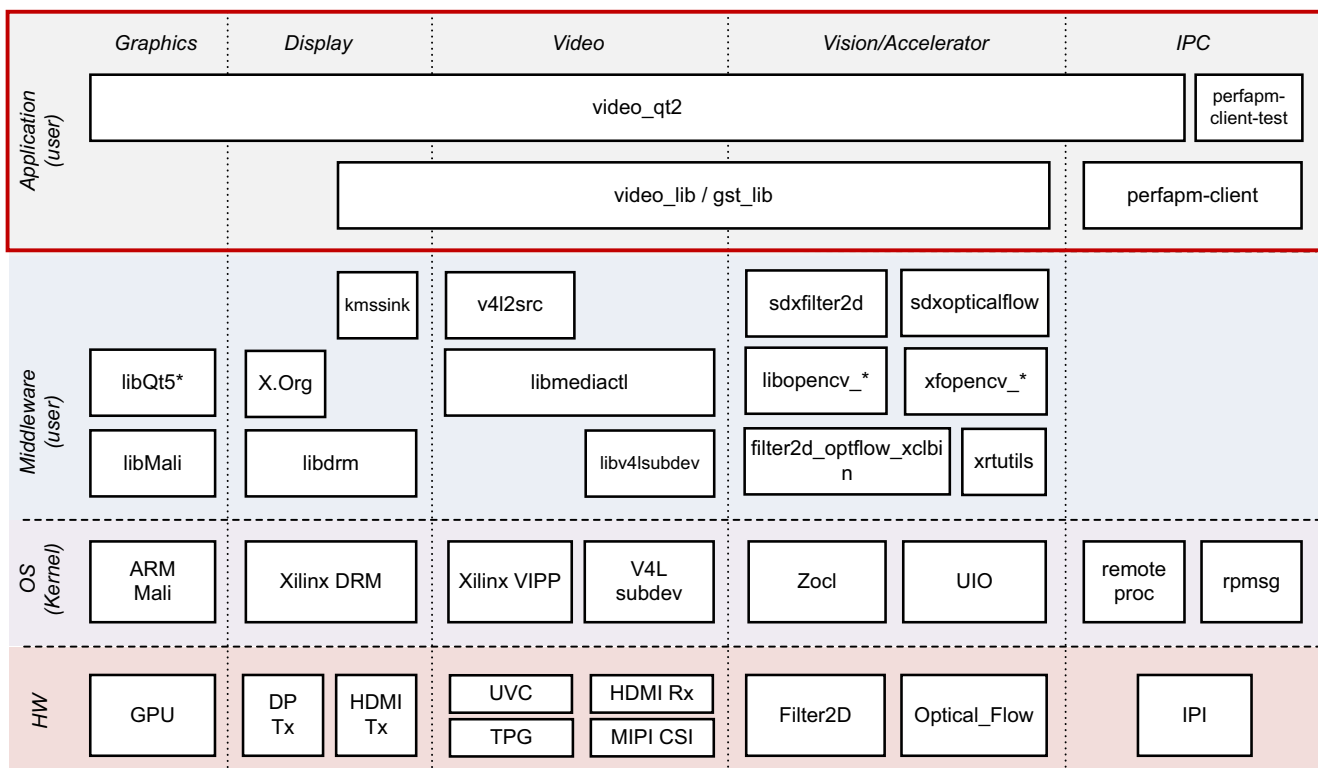 Graphics
Display
Video
Vision/Accelerator
IPC
Application
(user)
video_qt2
perfapm-
client-test
video_lib / gst_lib
perfapm-client
Middleware
(user)
kmssink
v4l2src
sdxfilter2d
sdxopticalflow
libQt5*
X.Org
libmediactl
libopencv_*
xfopencv_*
libMali
libdrm
libv4lsubdev
filter2d_optflow_xclbi
n
xrtutils
OS
(Kernel)
ARM
Mali
Xilinx DRM
Xilinx VIPP
V4L
subdev
Zocl
UIO
remote
proc
rpmsg
HW
GPU
DP
Tx
HDMI
Tx
UVC
HDMI Rx
TPG
MIPI CSI
Filter2D
Optical_Flow
IPI